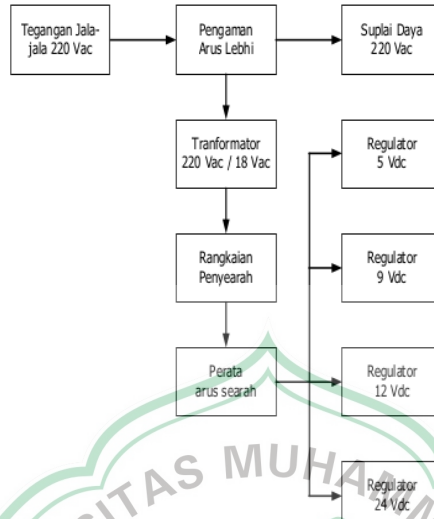 Tegangan Jala-
jala 220 Vac
Pengaman
Arus Lebhi
Suplai Daya
220 Vac
Tranformator
220 Vac / 18 Vac
Regulator
5 Vdc
Rangkaian
Penyearah
Regulator
9 Vdc
Perata
arus searah
Regulator
12 Vdc
Regulator
24 Vdc
ITAS MUHAMM